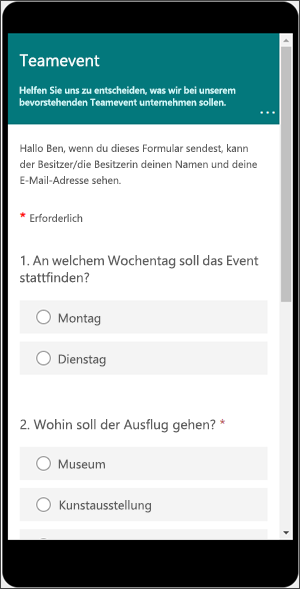 Teamevent
Helfen Sie uns zu entscheiden, was wir bei unserem
bevorstehenden Teamevent unternehmen sollen.
...
Hallo Ben, wenn du dieses Formular sendest, kann
der Besitzer/die Besitzerin deinen Namen und deine
E-Mail-Adresse sehen.
* Erforderlich
1. An welchem Wochentag soll das Event
stattfinden?
Montag
Dienstag
2. Wohin soll der Ausflug gehen? *
Museum
Kunstausstellung